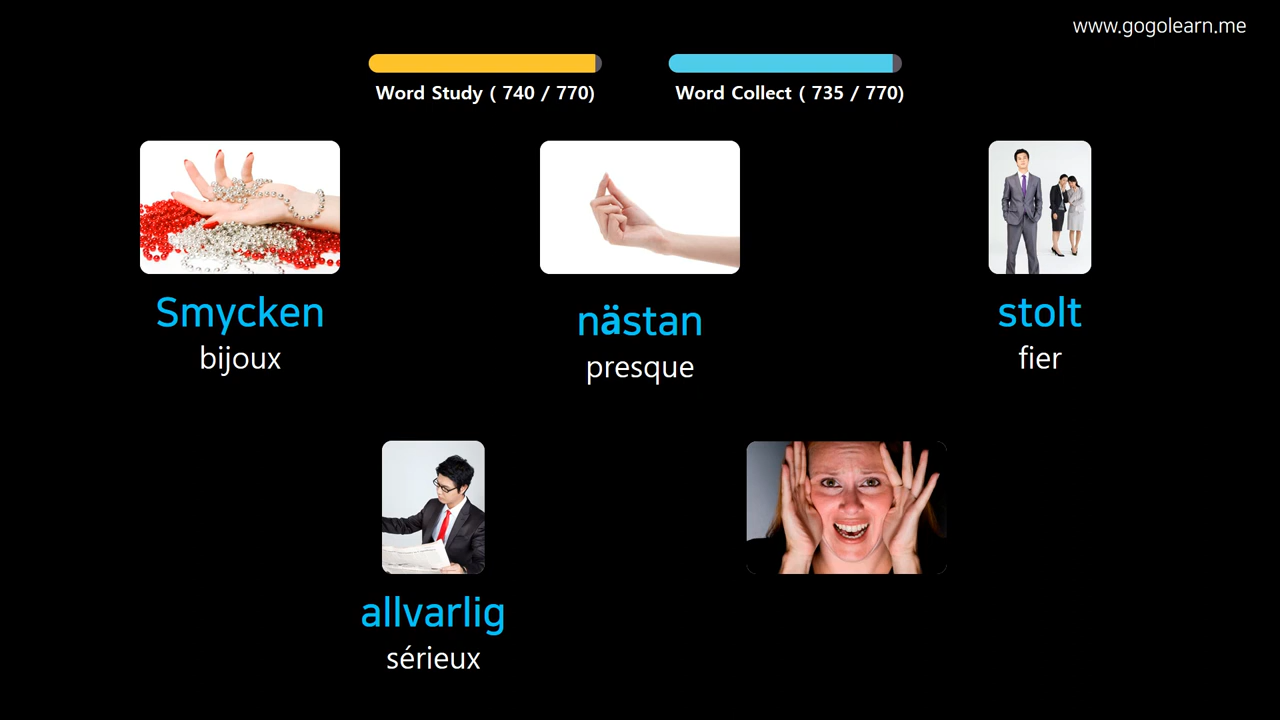 www.gogolearn.me
Word Study ( 740 / 770)
Word Collect ( 735 / 770)
Smycken
bijoux
nästan
presque
stolt
fier
allvarlig
sérieux